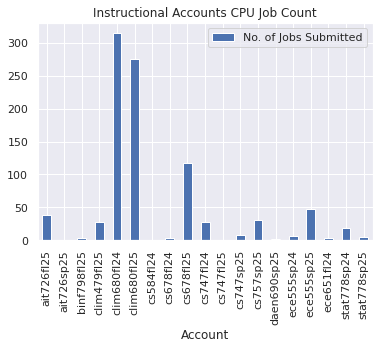 Instructional Accounts CPU Job Count
No. of Jobs Submitted
300
250
200
150
100
50
0
ait726fl25
ait726sp25
binf798fl25
clim479fl25
clim680fl24
clim680fl25
cs584fl24
cs678fl24
cs678fl25
cs747fl24
cs747fl25
cs747sp25
cs757sp25
daen690sp25
ece555sp24
ece555sp25
ece651fl24
stat778sp24
stat778sp25
Account